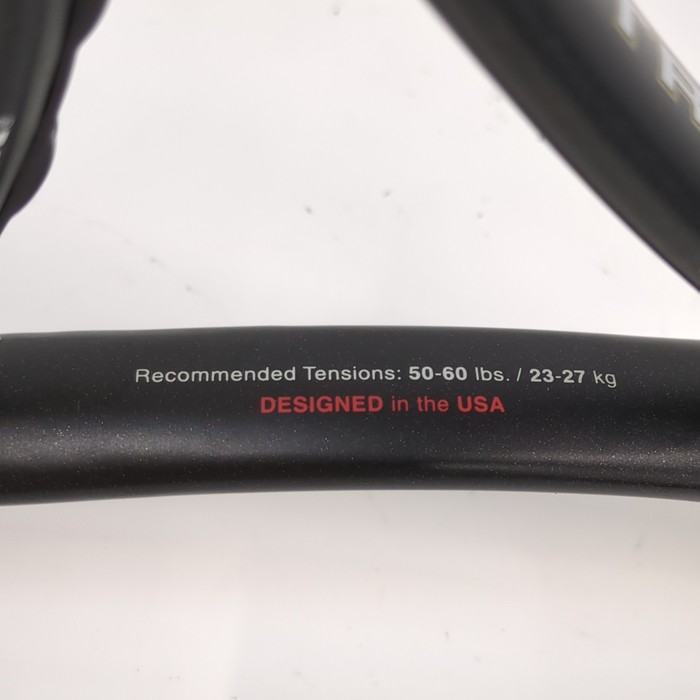 Recommended Tensions: 50-60 lbs. / 23-27 kg
DESIGNED in the USA